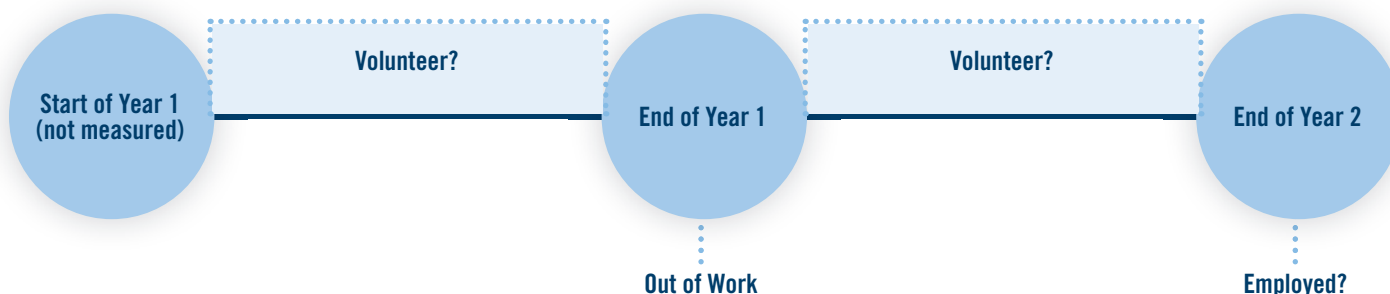 Volunteer?
Volunteer?
Start of Year 1
(not measured)
End of Year 1
End of Year 2
Out of Work
Employed?